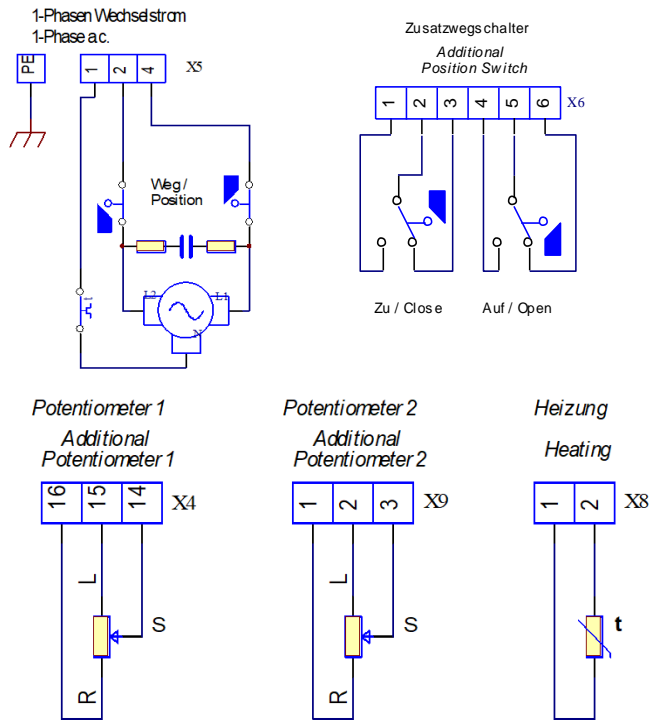 1-Phasen Wechselstrom
1-Phase a.c.
PE
1 2 4 X5
Weg /
Position
t
L2 L1
N
Zusatzwegschalter
Additional
Position Switch
1 2 3 4 5 6 X6
Zu / Close Auf / Open
Potentiometer 1
Additional
Potentiometer 1
16 15 14 X4
L
S
R
Potentiometer 2
Additional
Potentiometer 2
1 2 3 X9
L
S
R
Heizung
Heating
1 2 X8
t